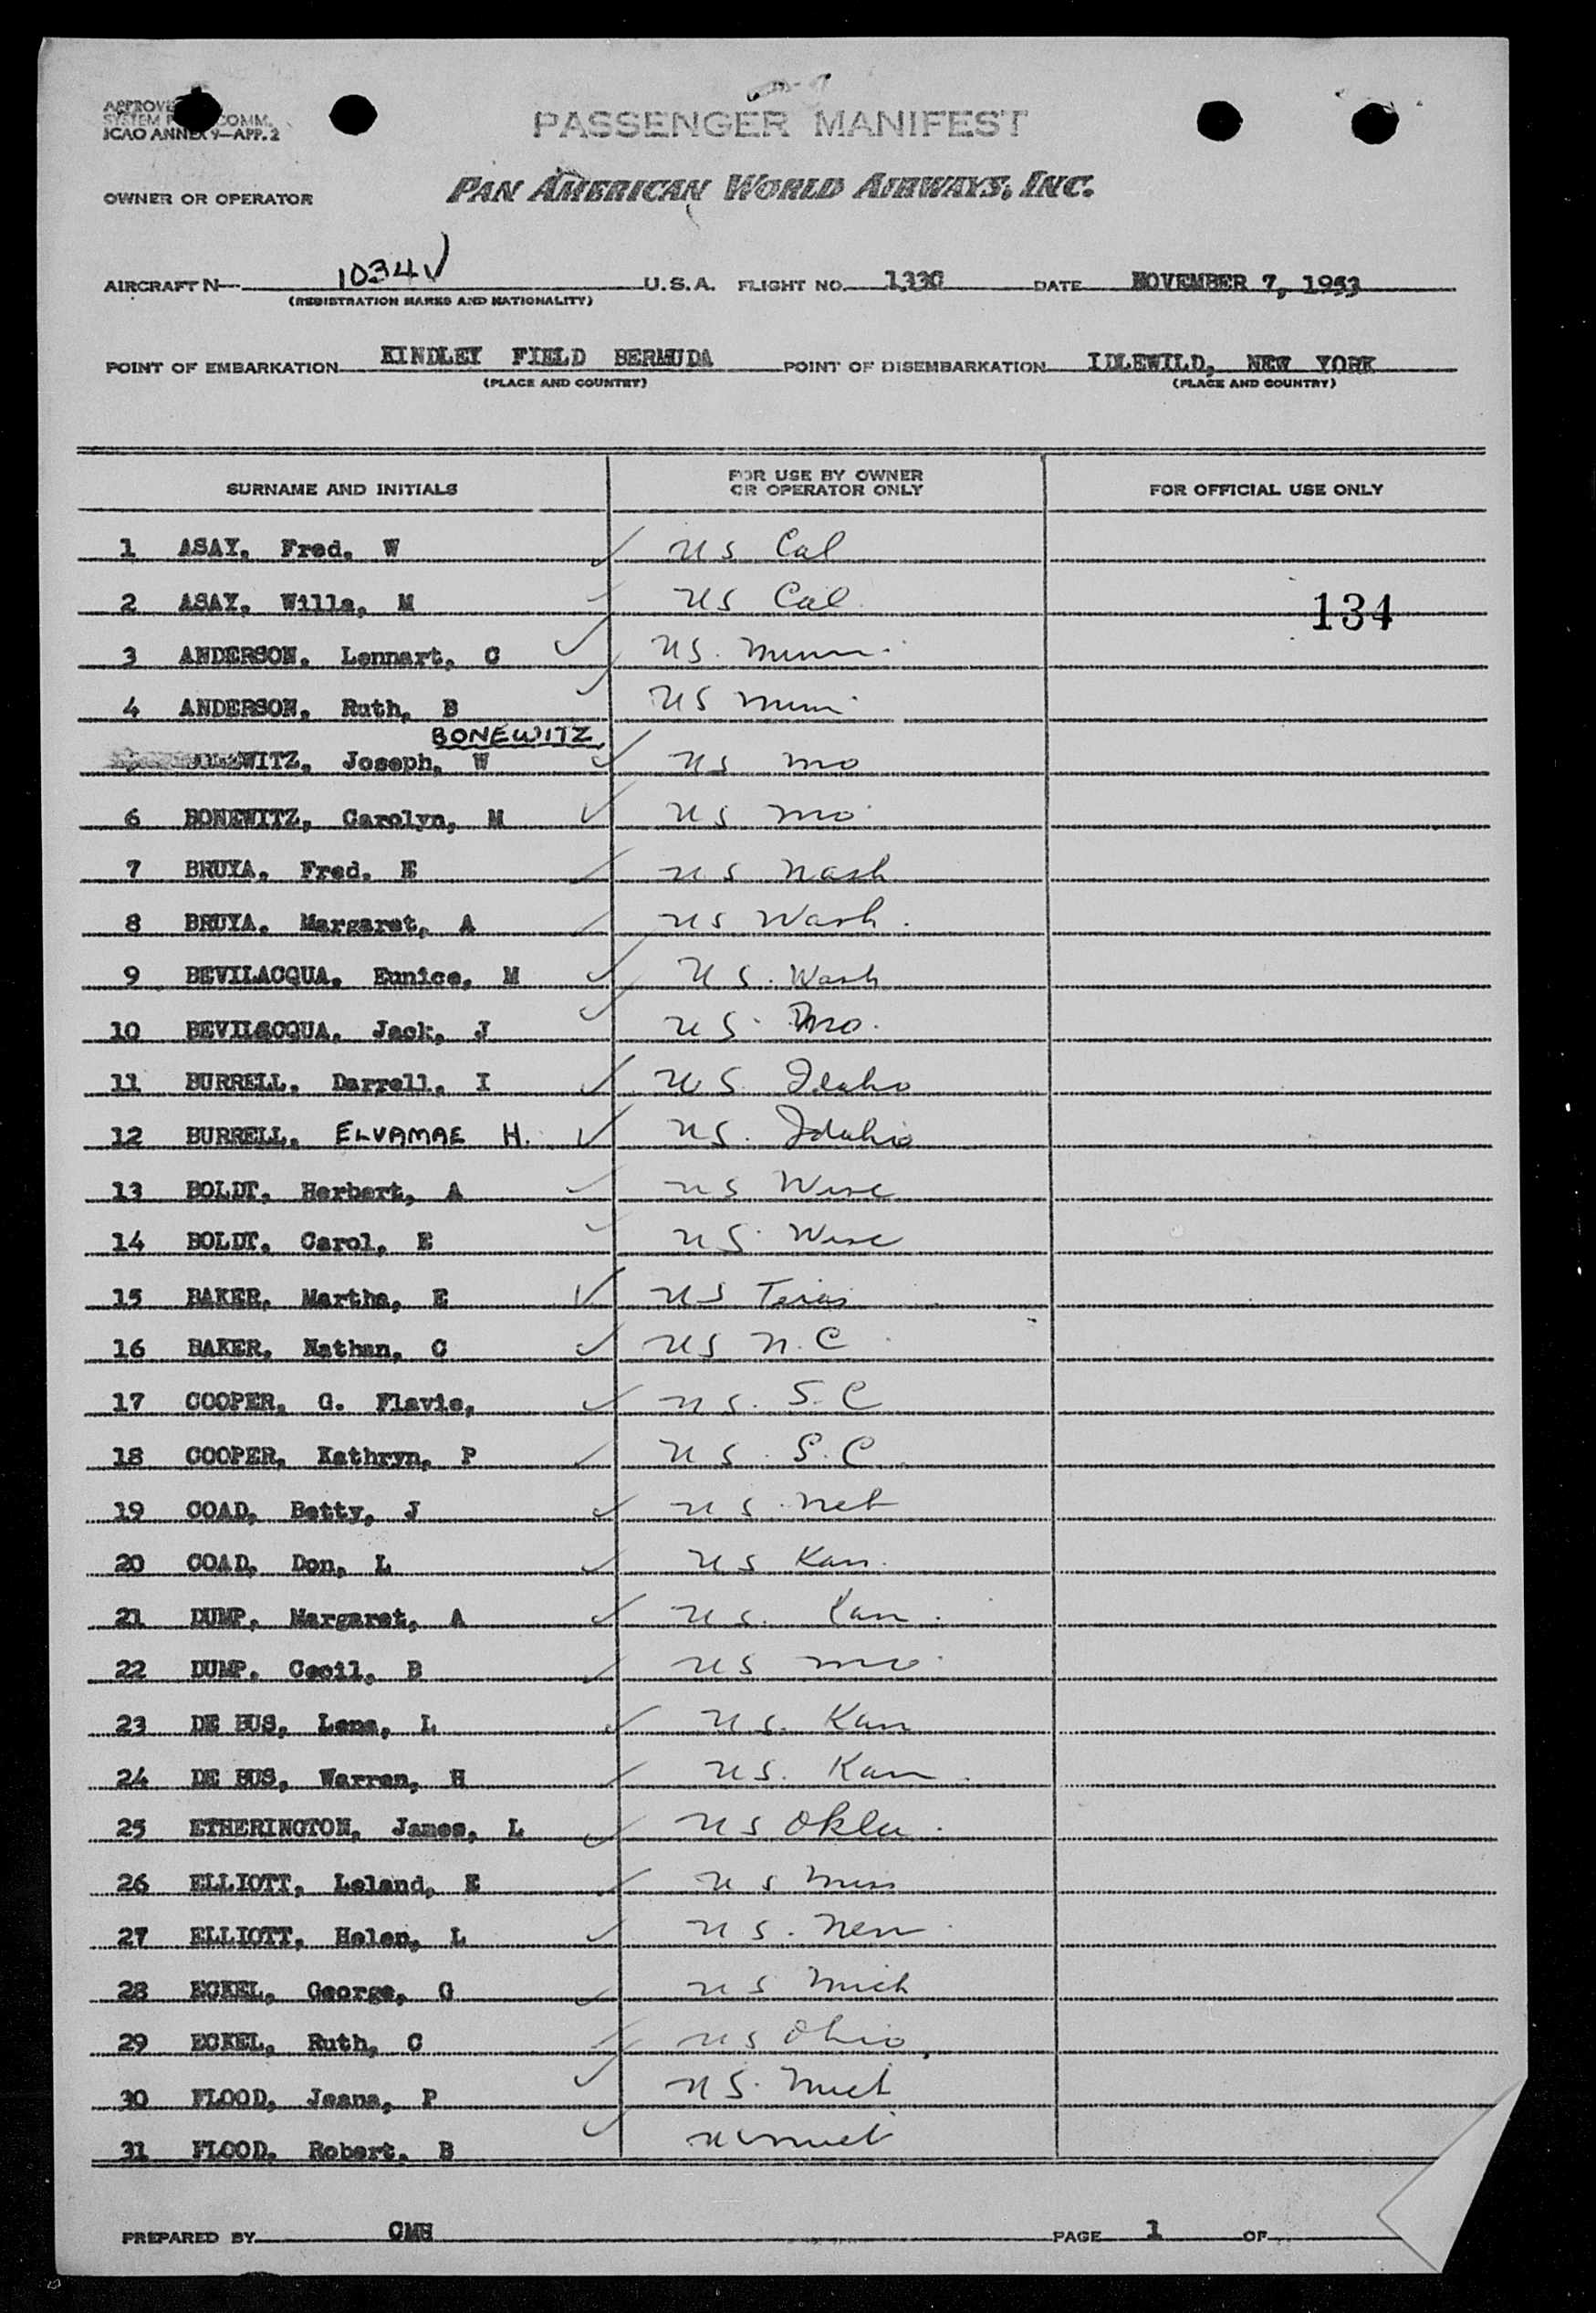 PASSENGER MANIFEST
SYSTEM COMM.
ICAO ANNEX 9—APP. 2
OWNER OR OPERATOR PAN AMERICAN WORLD AIRWAYS, INC.
AIRCRAFT N— 1034V U.S.A. FLIGHT NO. DATE NOVEMBER 7, 1953
(REGISTRATION MARKS AND NATIONALITY)
POINT OF EMBARKATION KINDLEY FIELD BERMUDA POINT OF DISEMBARKATION IDLEWILD, NEW YORK
(PLACE AND COUNTRY) (PLACE AND COUNTRY)
SURNAME AND INITIALS FOR USE BY OWNER OR OPERATOR ONLY FOR OFFICIAL USE ONLY
1 ASAY, Fred, W US Cal
2 ASAY, Willa, M US Cal 134
3 ANDERSON, Lennart, C US. Minn.
4 ANDERSON, Ruth, B US Minn
BONEWITZ
WITZ, Joseph, W US Mo
6 BONEWITZ, Carolyn, M US Mo
7 BRUYA, Fred, E US Wash
8 BRUYA, Margaret, A US Wash.
9 BEVILACQUA, Eunice, M US. Wash
10 BEVILACQUA, Jack, J US. Mo.
11 BURRELL, Darrell, I US Idaho
12 BURRELL, ELVAMAE H. US. Idaho
13 BOLDT, Herbert, A US Wisc
14 BOLDT, Carol, E US. Wisc
15 BAKER, Martha, E US Texas
16 BAKER, Nathan, C US N.C
17 COOPER, G. Flavie, US. S.C
18 COOPER, Kathryn, P US S.C
19 COAD, Betty, J US Neb
20 COAD, Don, L US Kan.
21 DUMP, Margaret, A US. Kan.
22 DUMP, Cecil, B US Mo.
23 DE BUS, Lena, L US. Kan
24 DE BUS, Warren, H US. Kan.
25 ETHERINGTON, James, L US Okla.
26 ELLIOTT, Leland, E US
27 ELLIOTT, Helen, L US.
28 ECKEL, George, G US Mich
29 ECKEL, Ruth, C US Ohio
30 FLOOD, Jeana, P US. Mich
31 FLOOD, Robert, B US Mich
PREPARED BY CMH PAGE 1 OF